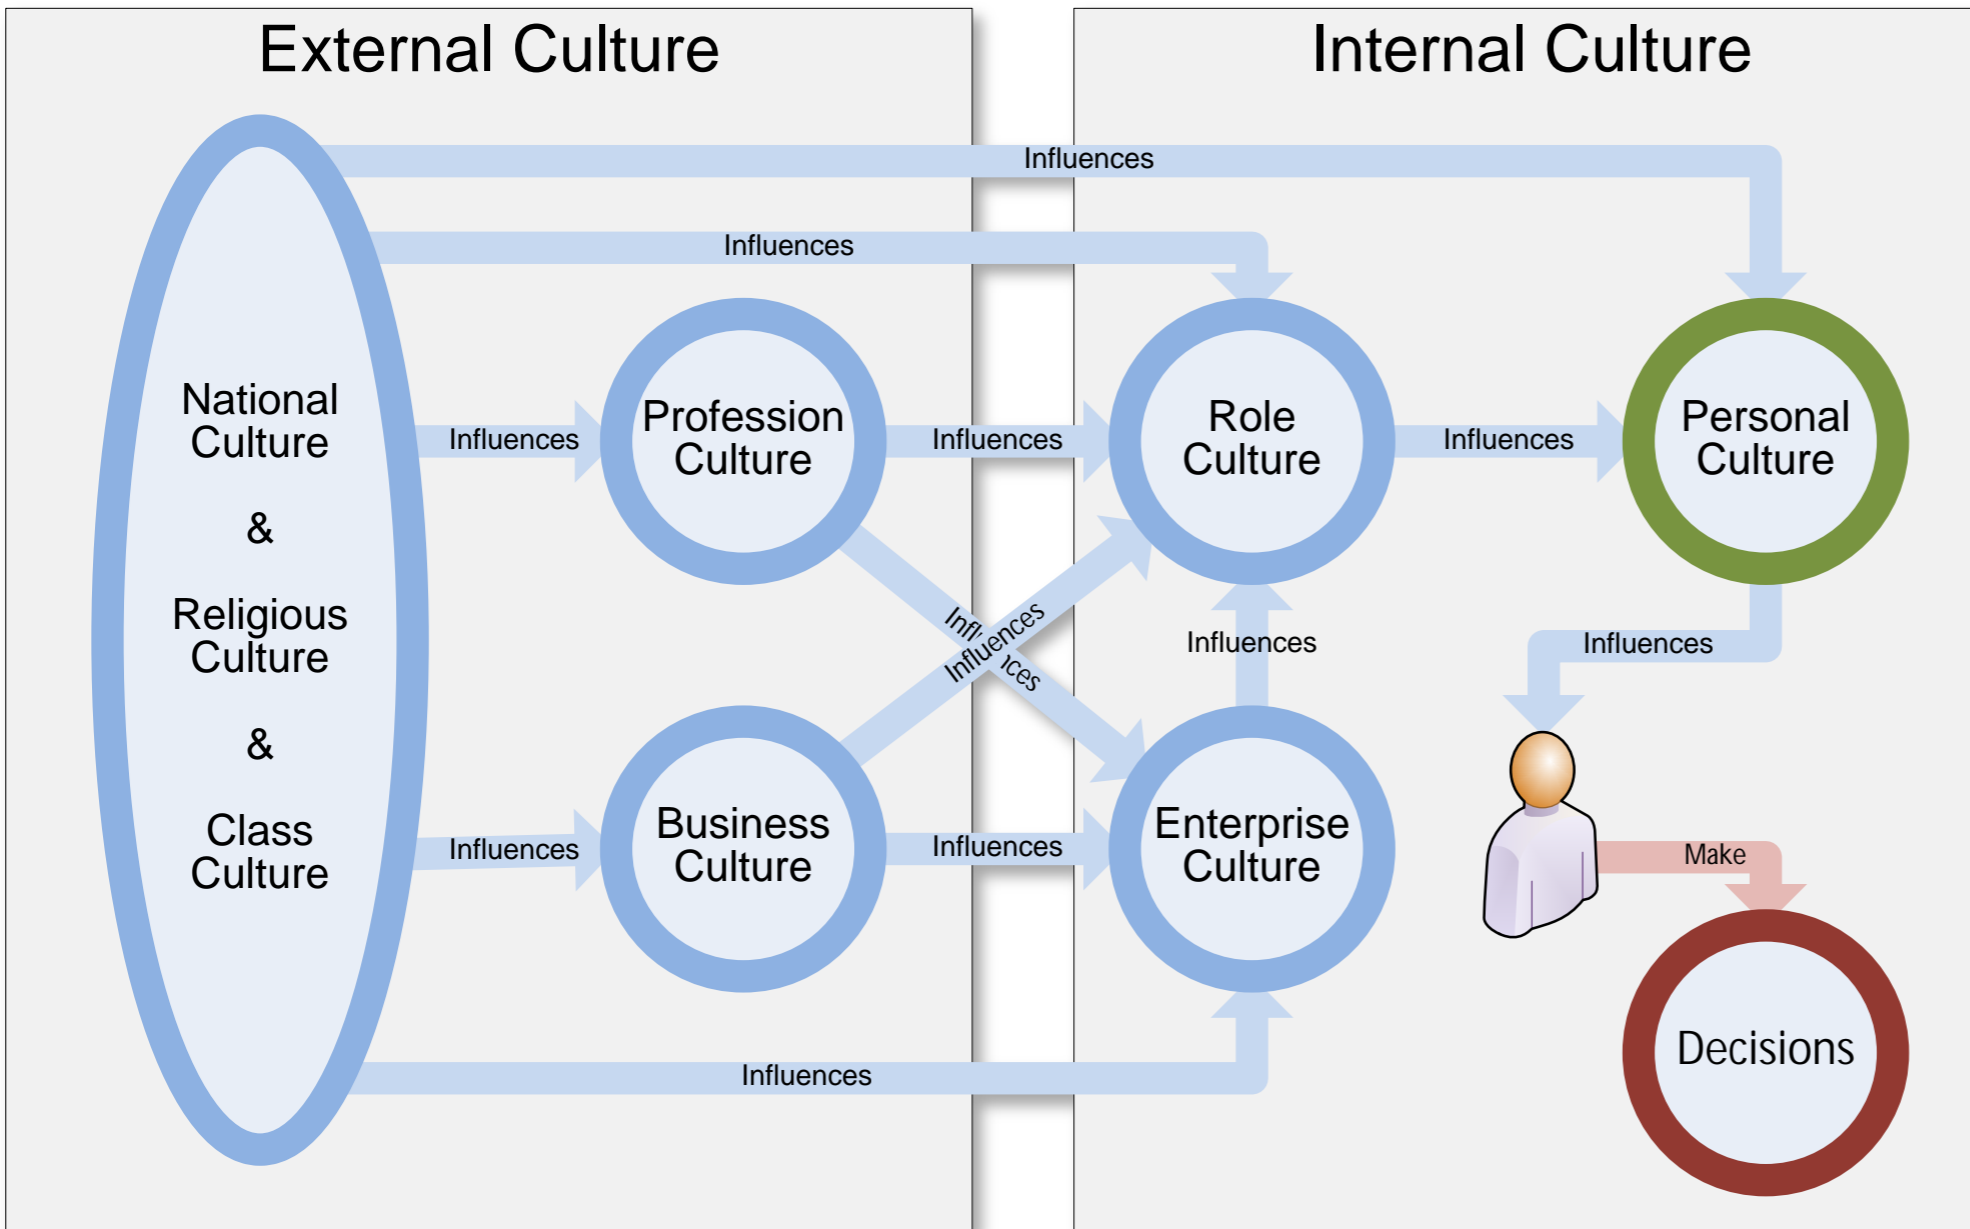 External Culture
Internal Culture
Influences
Influences
National
Culture
&
Religious
Culture
&
Class
Culture
Influences
Profession
Culture
Influences
Role
Culture
Influences
Personal
Culture
Influences
Influences
Influences
Influences
Influences
Business
Culture
Influences
Enterprise
Culture
Make
Decisions
Influences